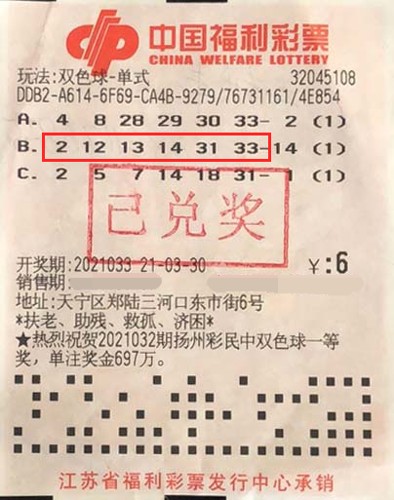 中国福利彩票
CHINA WELFARE LOTTERY
玩法:双色球-单式 32045108
DDB2-A614-6F69-CA4B-9279/76731161/4E854
A. 4 8 28 29 30 33- 2 (1)
B. 2 12 13 14 31 33-14 (1)
C. 2 5 7 14 18 31- 1 (1)
已兑奖
开奖期:2021033 21-03-30 ¥:6
销售期:
地址:天宁区郑陆三河口东市街6号
*扶老、助残、救孤、济困*
★热烈祝贺2021032期扬州彩民中双色球一等
奖，单注奖金697万。
江苏省福利彩票发行中心承销